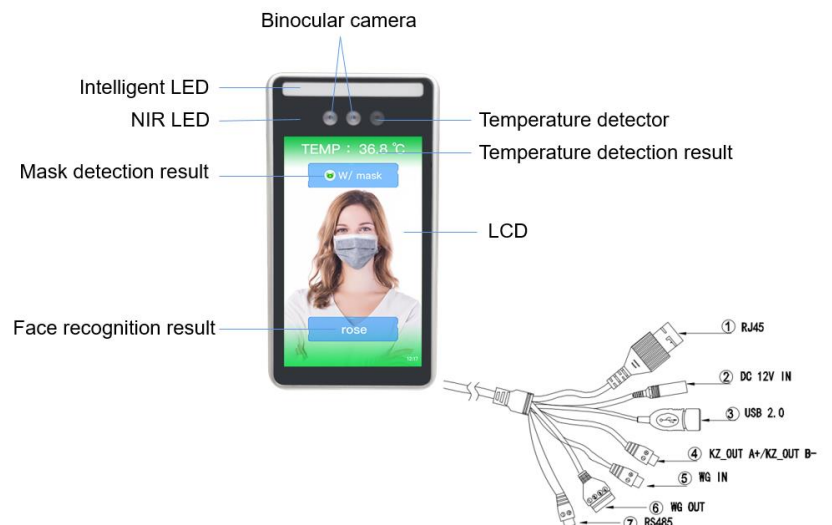 Binocular camera
Intelligent LED
NIR LED
Temperature detector
TEMP : 36.8 ℃
Temperature detection result
Mask detection result
W/ mask
LCD
Face recognition result
rose
① RJ45
② DC 12V IN
③ USB 2.0
④ KZ_OUT A+/KZ_OUT B-
⑤ WG IN
⑥ WG OUT
⑦ RS485